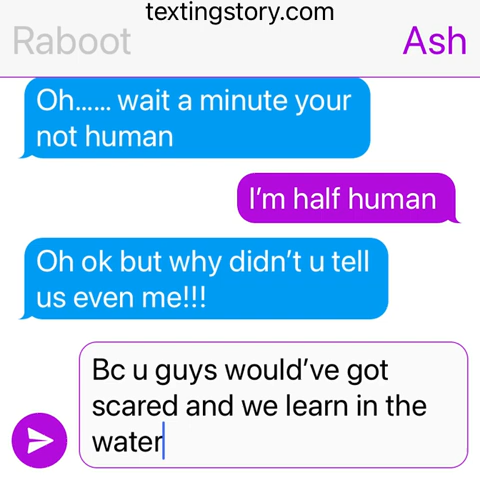 textingstory.com
Raboot Ash
Oh...... wait a minute your
not human
I'm half human
Oh ok but why didn't u tell
us even me!!!
Bc u guys would've got
scared and we learn in the
water